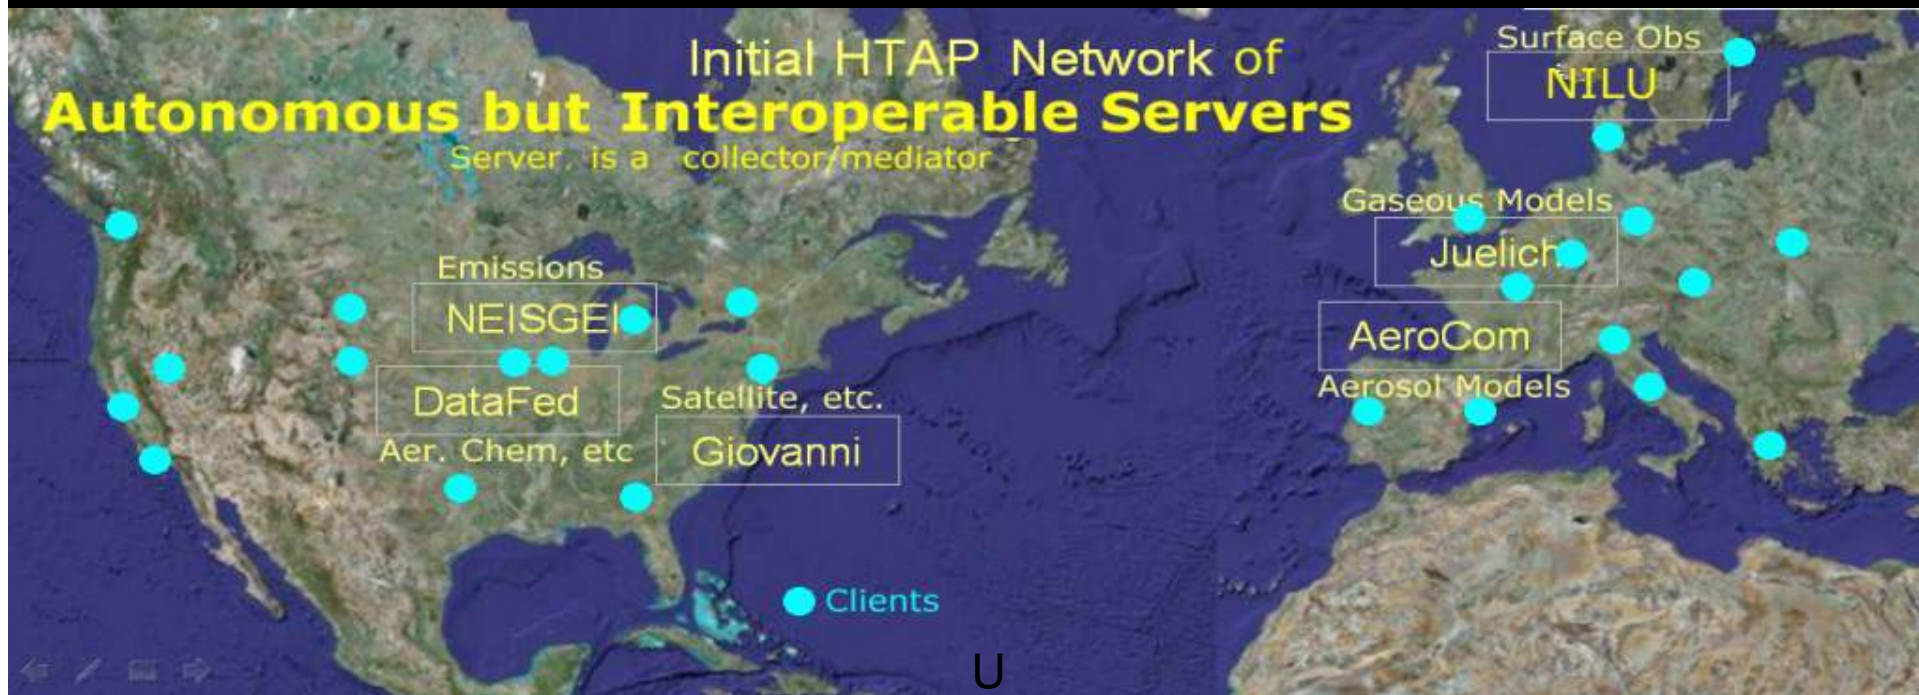 Initial HTAP Network of
Autonomous but Interoperable Servers
Server is a collector/mediator
Surface Obs
NILU
Gaseous Models
Juelich
AeroCom
Aerosol Models
Emissions
NEISGEI
DataFed
Aer. Chem, etc
Satellite, etc.
Giovanni
Clients
U